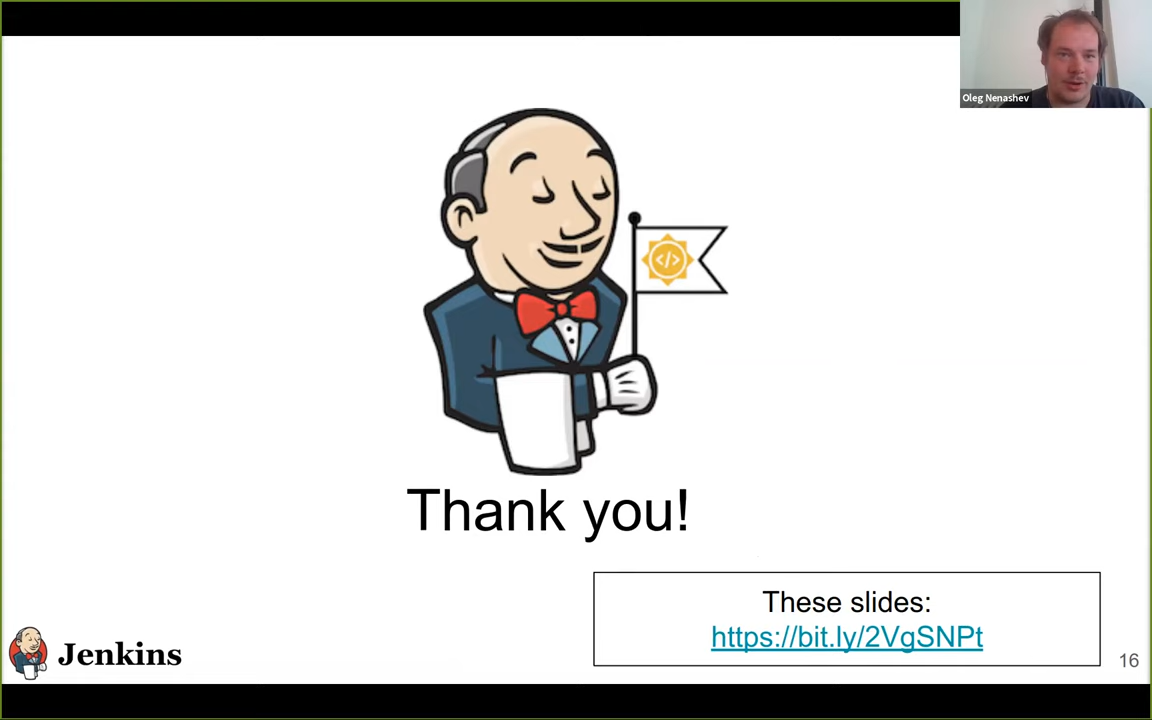 Oleg Nenashev
</>
Thank you!
These slides:
https://bit.ly/2VgSNPt
Jenkins
16